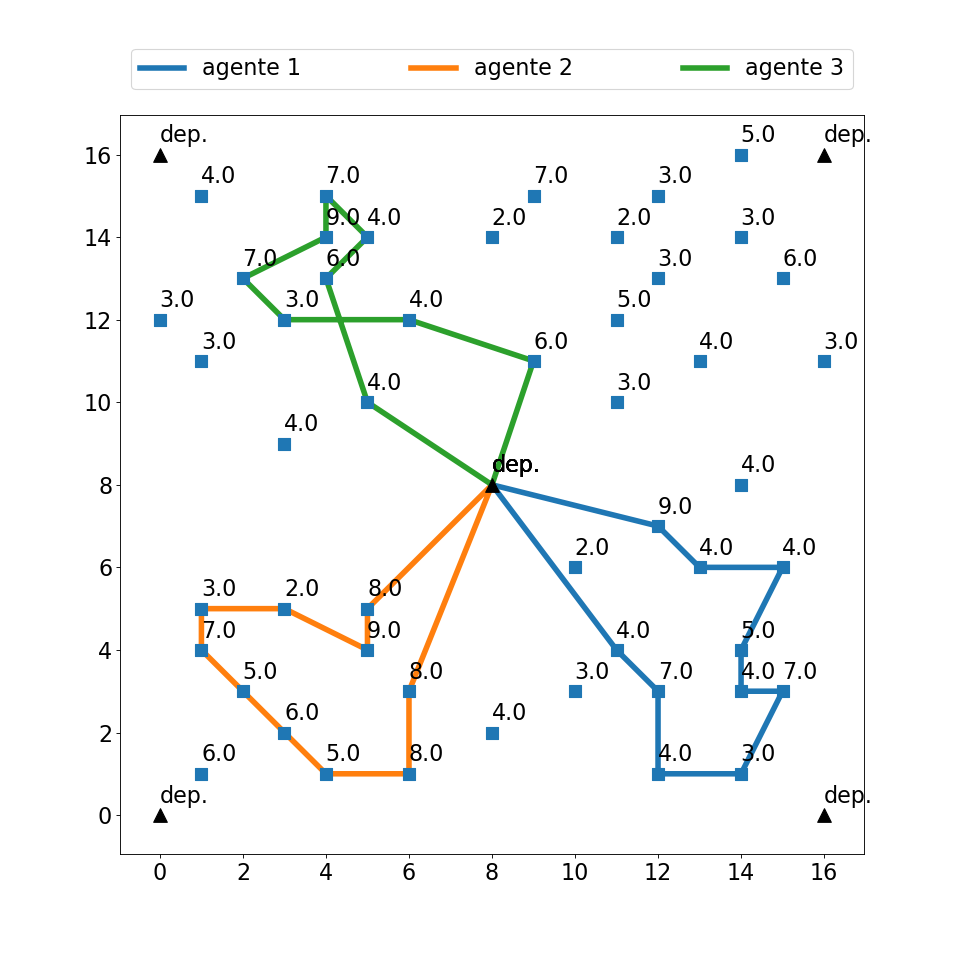 agente 1 agente 2 agente 3
dep. 5.0 dep.
16
4.0 7.0 7.0 3.0
9.0 4.0 2.0 2.0 3.0
14
7.0 6.0 3.0 6.0
3.0 3.0 4.0 5.0
12
3.0 6.0 4.0 3.0
4.0 3.0
10
4.0
dep. 4.0
8
9.0
2.0 4.0 4.0
6
3.0 2.0 8.0
7.0 9.0 4.0 5.0
4
5.0 8.0 3.0 7.0 4.0 7.0
6.0 4.0
2
6.0 5.0 8.0 4.0 3.0
dep. dep.
0
0 2 4 6 8 10 12 14 16